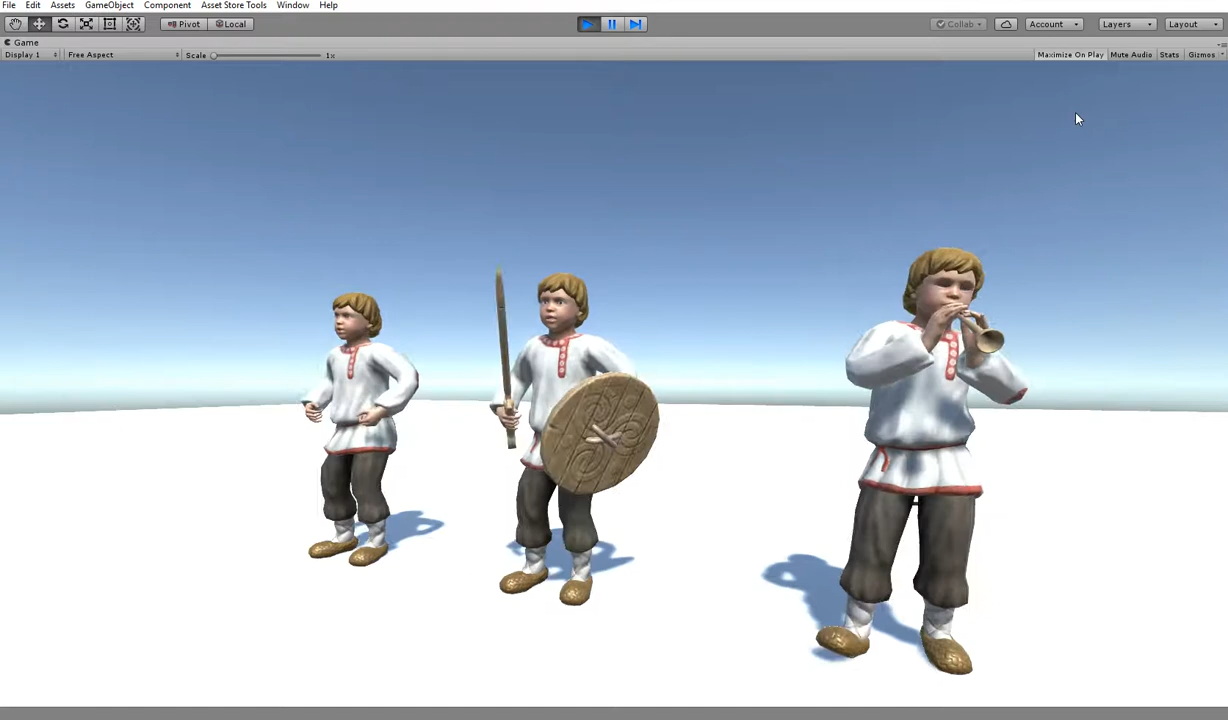 File Edit Assets GameObject Component Asset Store Tools Window Help
Pivot Local Collab Account Layers Layout
Game
Display 1 Free Aspect Scale 1x Maximize On Play Mute Audio Stats Gizmos